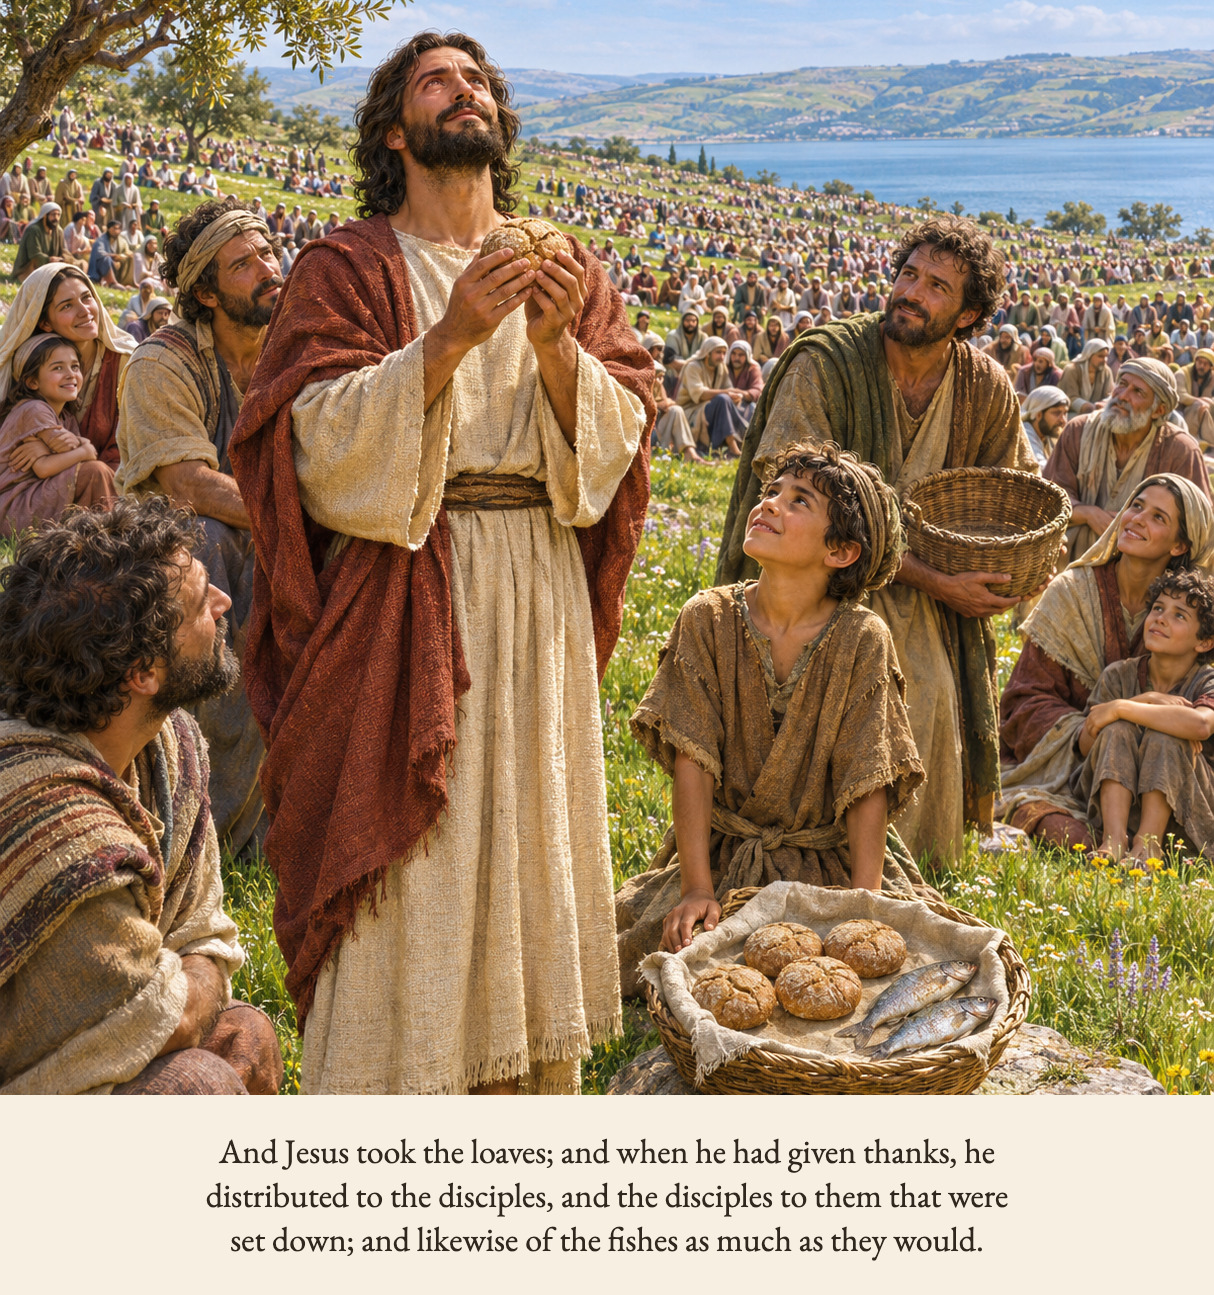 And Jesus took the loaves; and when he had given thanks, he
distributed to the disciples, and the disciples to them that were
set down; and likewise of the fishes as much as they would.